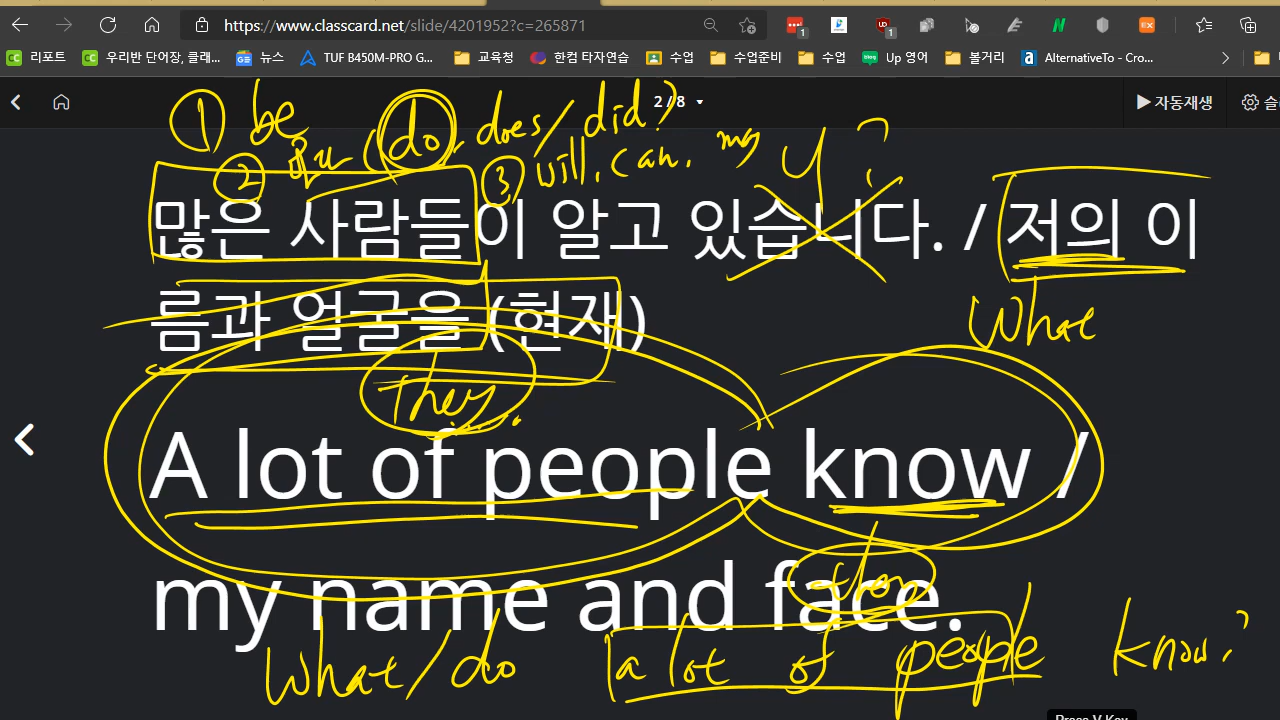 https://www.classcard.net/slide/4201952?c=265871
리포트 우리반 단어장, 클래... 뉴스 TUF B450M-PRO G... 교육청 한컴 타자연습 수업 수업준비 수업 Up 영어 볼거리 AlternativeTo - Cro...
2 / 8 자동재생 슬
① be
② (do, does/did?
③ will, can, may
많은 사람들이 알고 있습니다. / 저의 이
름과 얼굴을 (현재)
What
They
A lot of people know /
my name and face.
they
What / do a lot of people know?
Press V Key